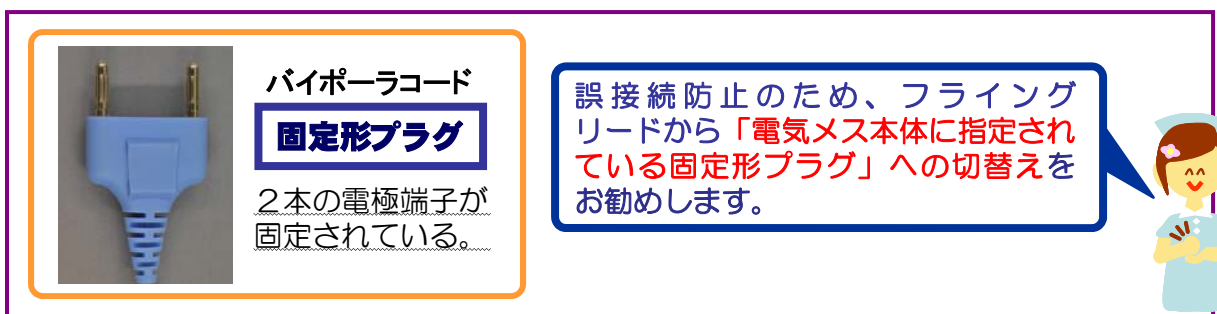 バイポーラコード
固定形プラグ
２本の電極端子が
固定されている。
誤接続防止のため、フライング
リードから「電気メス本体に指定され
ている固定形プラグ」への切替えを
お勧めします。